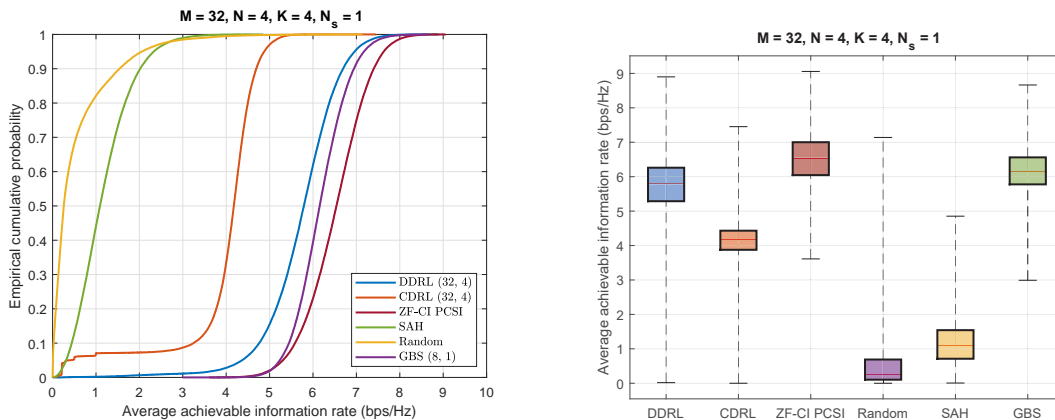 M = 32, N = 4, K = 4, N_s = 1
Empirical cumulative probability
1
0.9
0.8
0.7
0.6
0.5
0.4
0.3
0.2
0.1
0
0 1 2 3 4 5 6 7 8 9 10
Average achievable information rate (bps/Hz)
DDRL (32, 4)
CDRL (32, 4)
ZF-CI PCSI
SAH
Random
GBS (8, 1)
M = 32, N = 4, K = 4, N_s = 1
Average achievable information rate (bps/Hz)
9
8
7
6
5
4
3
2
1
0
DDRL CDRL ZF-CI PCSI Random SAH GBS